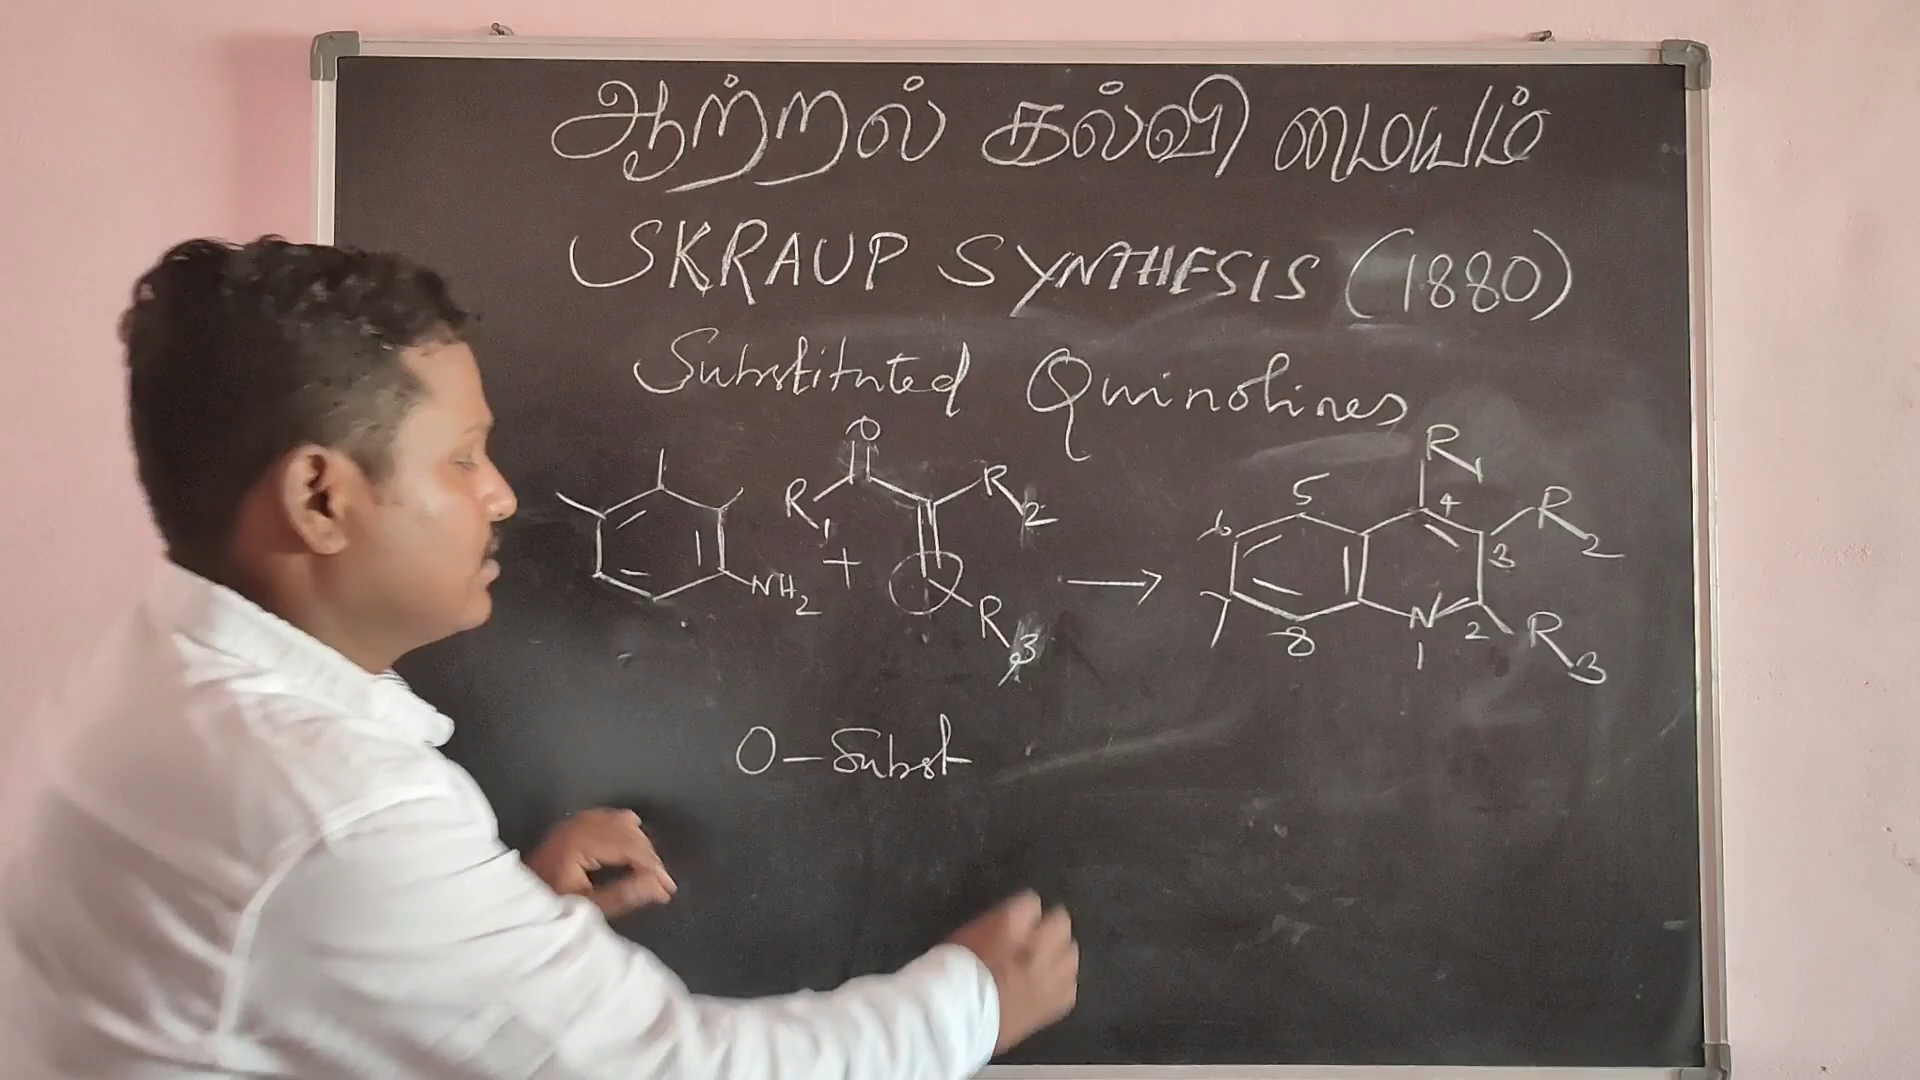 ஆற்றல் கல்வி மையம்
SKRAUP SYNTHESIS (1880)
Substituted Quinolines
O
R1 R2
+
NH2
R3
R1
5 4 R2
6 3
7 N 2 R3
8 1
O - Subst